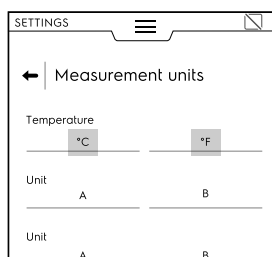 SETTINGS
Measurement units
Temperature
°C °F
Unit
A B
Unit
A B